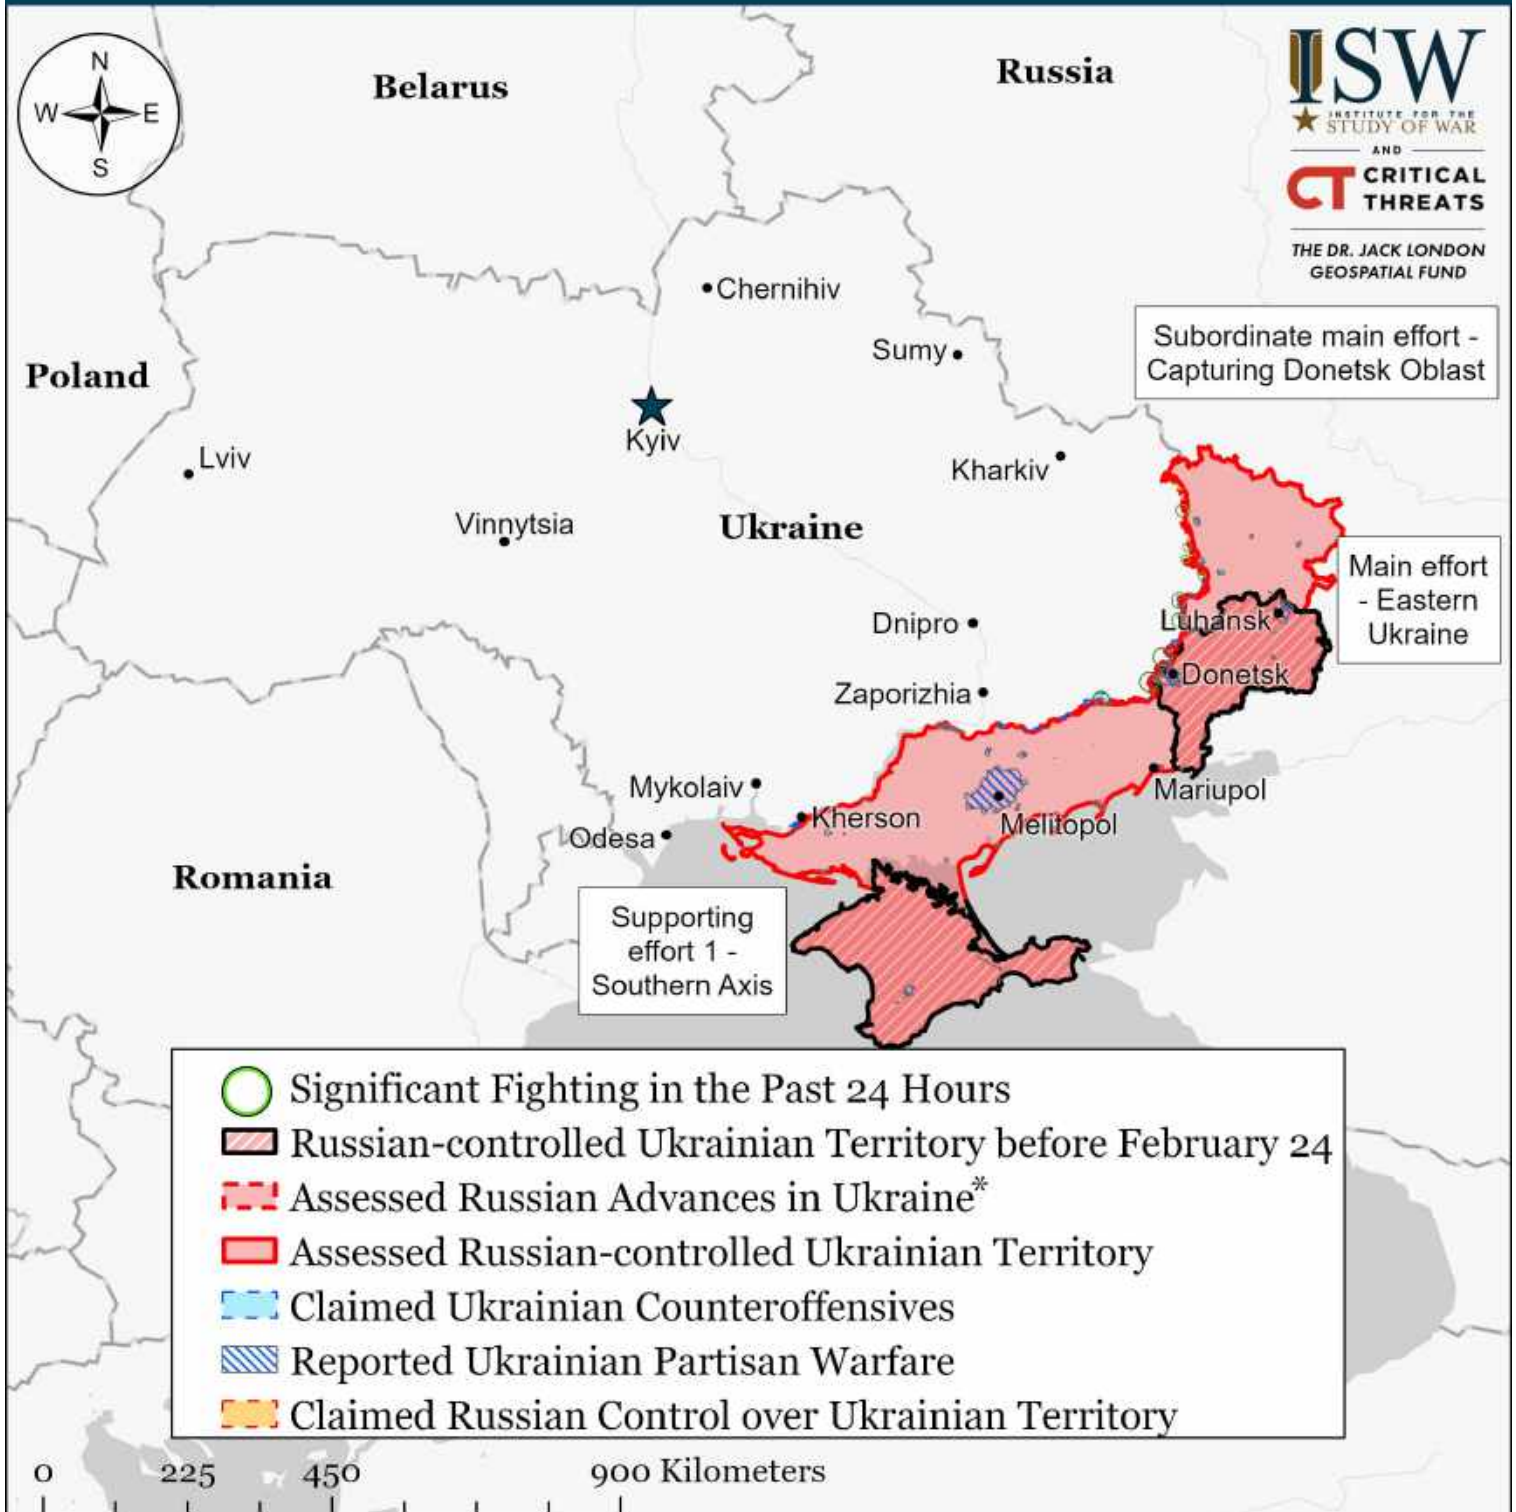 N
W
E
S
Belarus
Russia
ISW
INSTITUTE FOR THE
STUDY OF WAR
AND
CT CRITICAL
THREATS
THE DR. JACK LONDON
GEOSPATIAL FUND
Chernihiv
Subordinate main effort -
Capturing Donetsk Oblast
Sumy
Poland
Kyiv
Lviv
Kharkiv
Vinnytsia
Ukraine
Main effort
- Eastern
Ukraine
Dnipro
Luhansk
Donetsk
Zaporizhia
Mykolaiv
Mariupol
Kherson
Melitopol
Odesa
Romania
Supporting
effort 1 -
Southern Axis
Significant Fighting in the Past 24 Hours
Russian-controlled Ukrainian Territory before February 24
Assessed Russian Advances in Ukraine*
Assessed Russian-controlled Ukrainian Territory
Claimed Ukrainian Counteroffensives
Reported Ukrainian Partisan Warfare
Claimed Russian Control over Ukrainian Territory
0 225 450 900 Kilometers